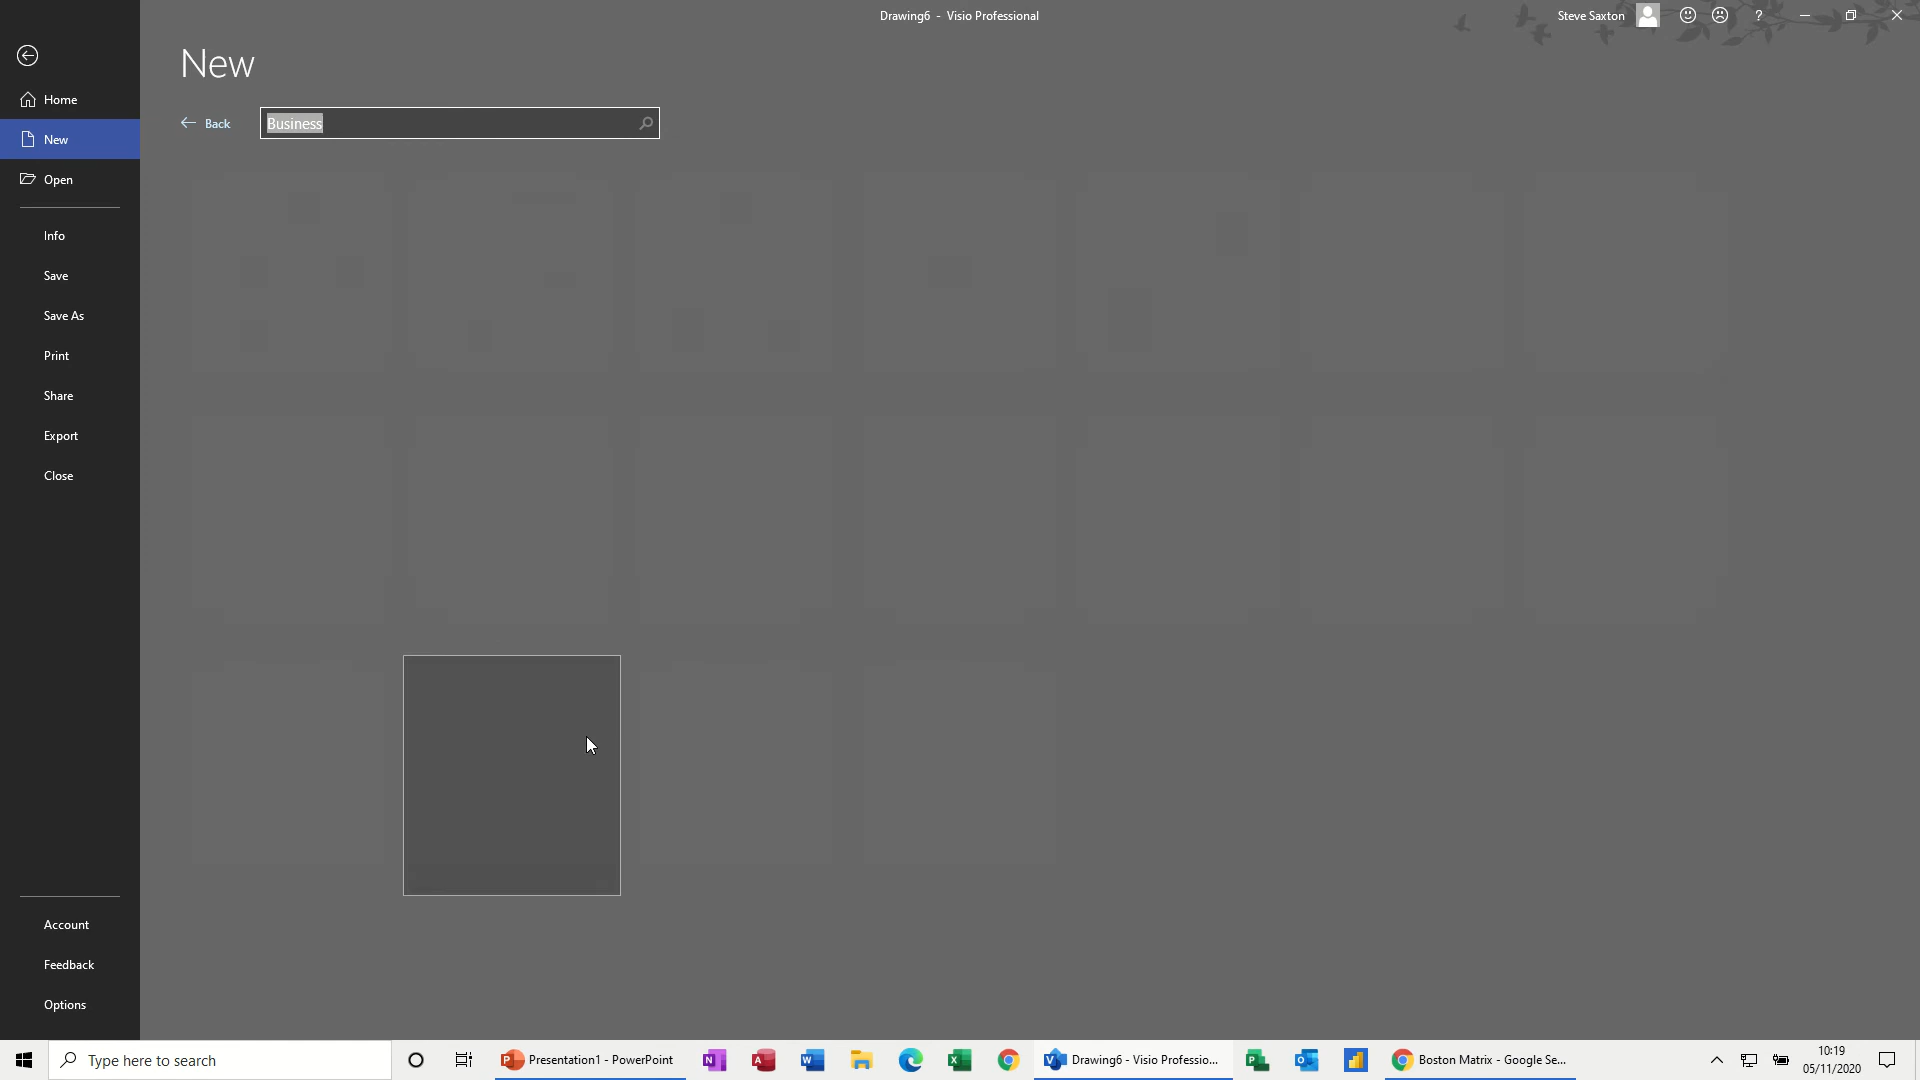 Drawing6 - Visio Professional
Steve Saxton
?
New
Home
Back
Business
New
Open
Info
Save
Save As
Print
Share
Export
Close
Account
Feedback
Options
Type here to search
Presentation1 - PowerPoint
Drawing6 - Visio Professio...
Boston Matrix - Google Se...
10:19
05/11/2020